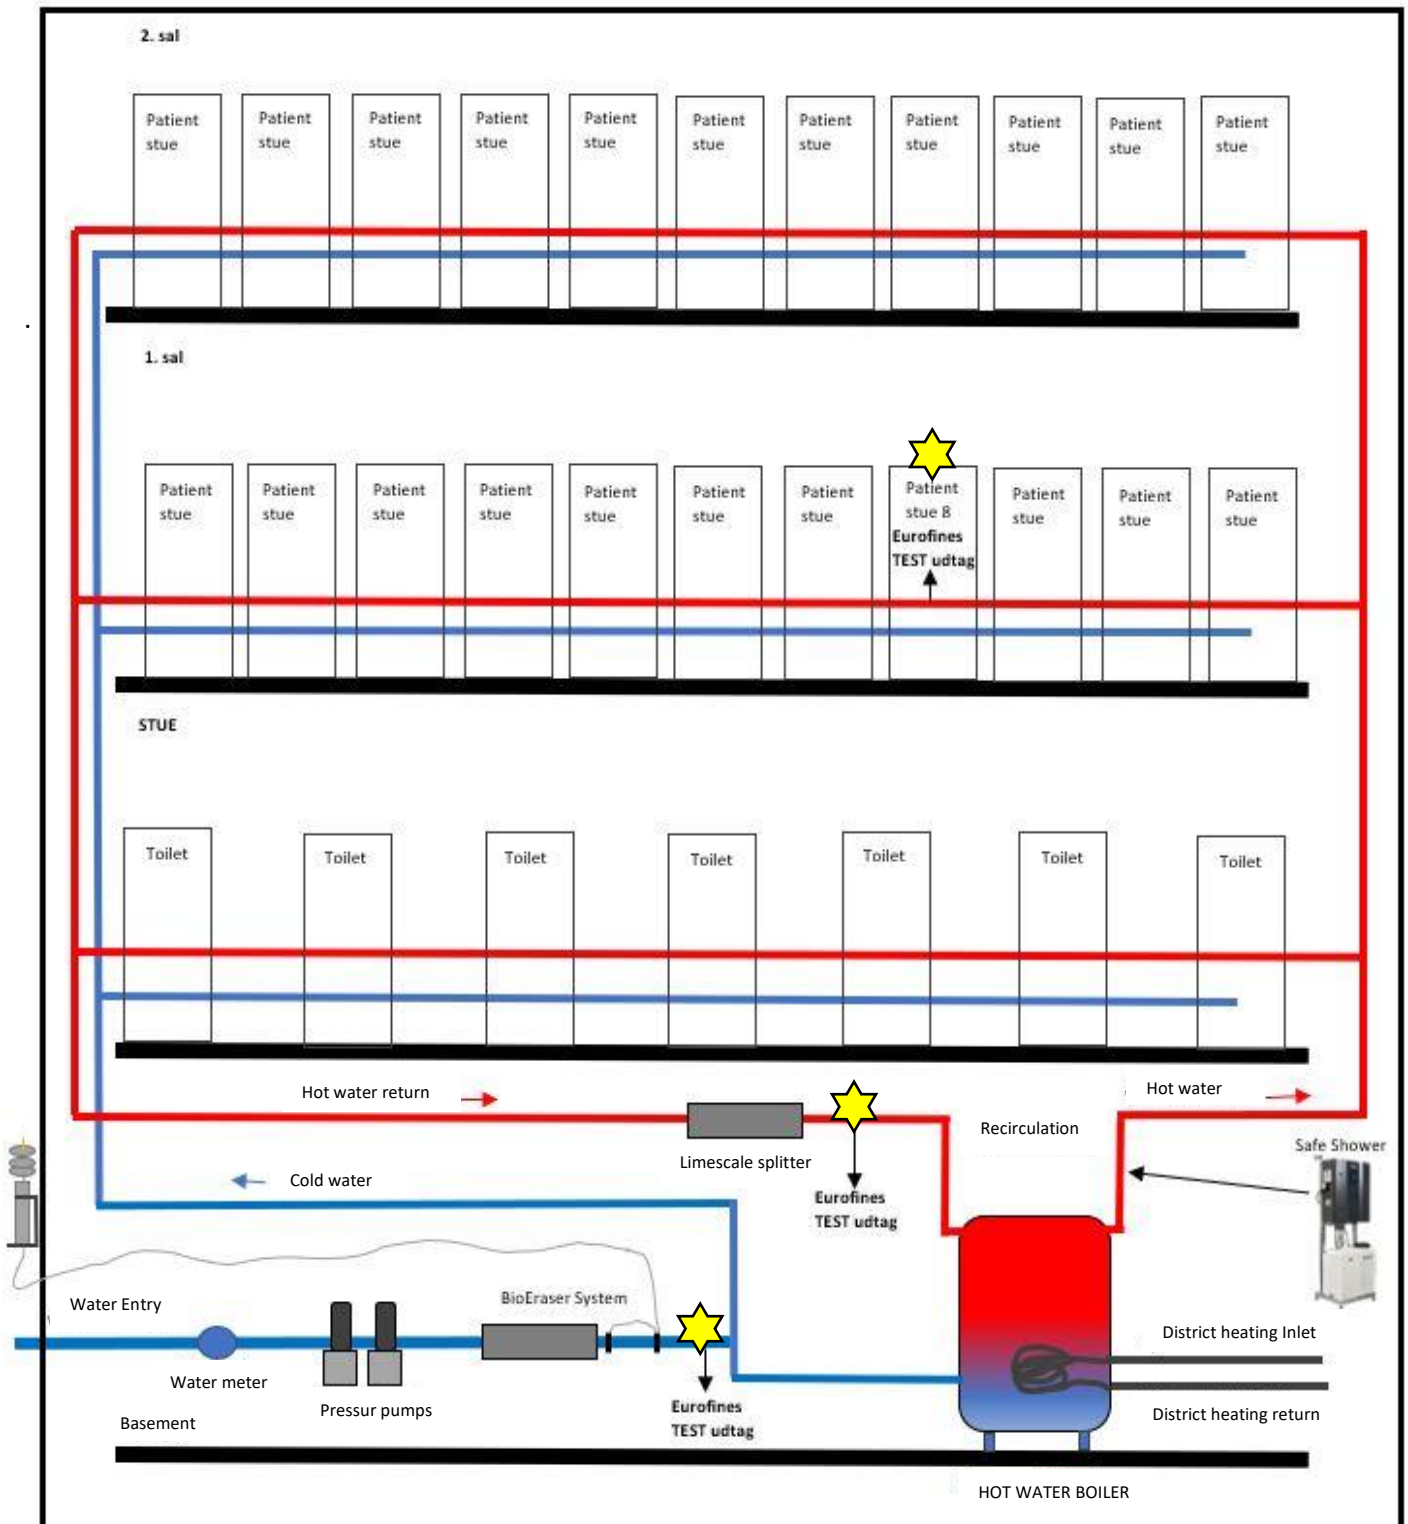 2. sal
Patient
stue
Patient
stue
Patient
stue
Patient
stue
Patient
stue
Patient
stue
Patient
stue
Patient
stue
Patient
stue
Patient
stue
Patient
stue
1. sal
Patient
stue
Patient
stue
Patient
stue
Patient
stue
Patient
stue
Patient
stue
Patient
stue
Patient
stue 8
Eurofines
TEST udtag
Patient
stue
Patient
stue
Patient
stue
STUE
Toilet
Toilet
Toilet
Toilet
Toilet
Toilet
Toilet
Hot water return
Hot water
Recirculation
Safe Shower
Limescale splitter
Cold water
Eurofines
TEST udtag
Water Entry
BioEraser System
District heating Inlet
Water meter
Pressur pumps
Eurofines
TEST udtag
District heating return
Basement
HOT WATER BOILER